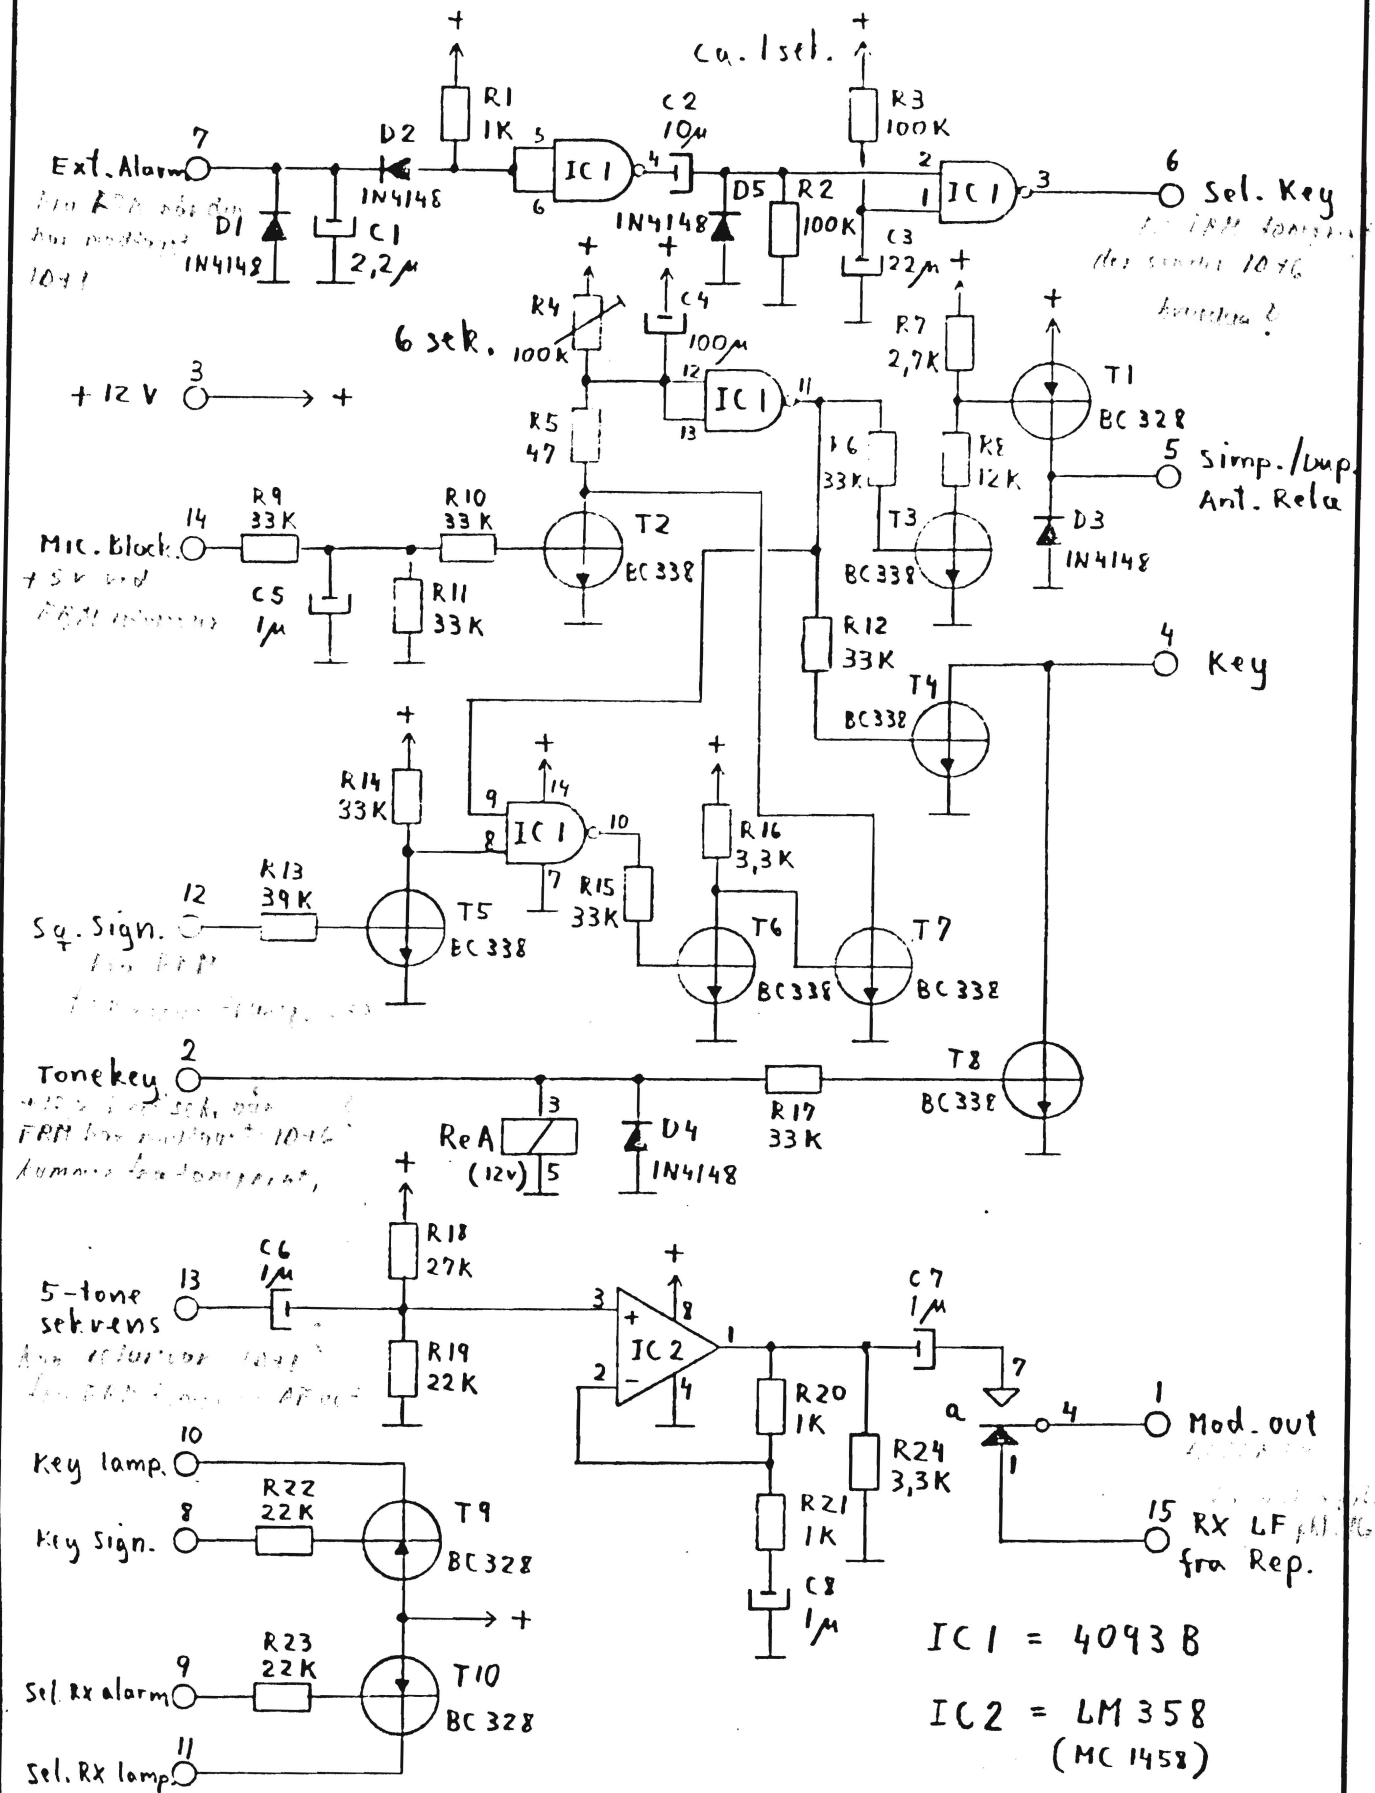 +
ca. 1 sek.
+
R1
1K
C2
10µ
R3
100K
7
D2
Ext. Alarm
1N4148
5
6
IC1
4
2
1
IC1
3
6
Sel. Key
D1
1N4148
C1
2,2µ
D5
1N4148
R2
100K
C3
22µ
+
+
+
+
R4
100K
C4
100µ
6 sek.
R7
2,7K
T1
BC328
3
+ 12 V
+
12
13
IC1
11
R5
47
R6
33K
R8
12K
5
Simp./Dup.
Ant. Rela
14
Mic. Block.
+ 5v ved
R9
33K
R10
33K
T2
BC338
T3
BC338
D3
1N4148
C5
1µ
R11
33K
R12
33K
4
Key
T4
BC338
+
+
+
R14
33K
14
9
8
IC1
10
7
R16
3,3K
R13
39K
12
Sq. Sign.
T5
BC338
R15
33K
T6
BC338
T7
BC338
2
Tonekey
T8
BC338
3
ReA
(12v)
5
D4
1N4148
R17
33K
+
R18
27K
C6
1µ
13
5-tone
sekvens
+
3
+
8
IC2
1
2
-
4
C7
1µ
R19
22K
R20
1K
7
a
4
1
Mod. out
1
R24
3,3K
10
Key lamp.
R22
22K
8
Key Sign.
T9
BC328
R21
1K
15
RX LF
fra Rep.
C8
1µ
+
R23
22K
9
Sel. Rx alarm
T10
BC328
11
Sel. Rx lamp.
IC1 = 4093B
IC2 = LM358
(MC 1458)